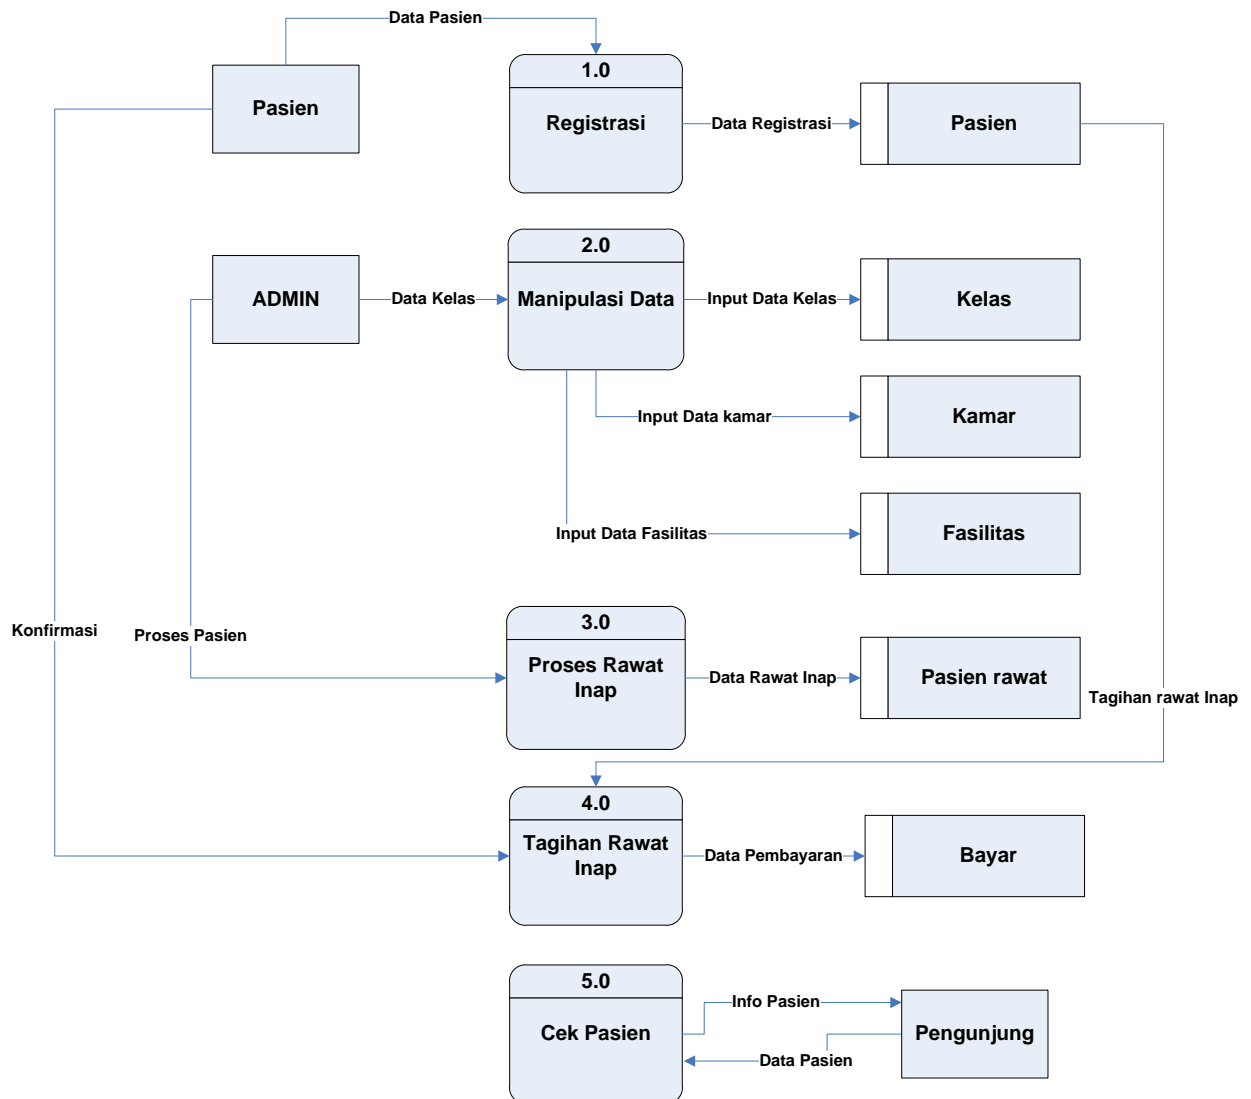 Data Pasien
1.0
Pasien
Registrasi
Data Registrasi
Pasien
2.0
ADMIN
Data Kelas
Manipulasi Data
Input Data Kelas
Kelas
Input Data kamar
Kamar
Input Data Fasilitas
Fasilitas
Konfirmasi
Proses Pasien
3.0
Proses Rawat
Inap
Data Rawat Inap
Pasien rawat
Tagihan rawat Inap
4.0
Tagihan Rawat
Inap
Data Pembayaran
Bayar
5.0
Cek Pasien
Info Pasien
Pengunjung
Data Pasien